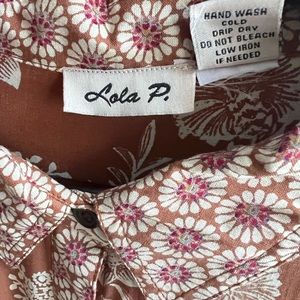 Lola P.
HAND WASH
COLD
DRIP DRY
DO NOT BLEACH
LOW IRON
IF NEEDED